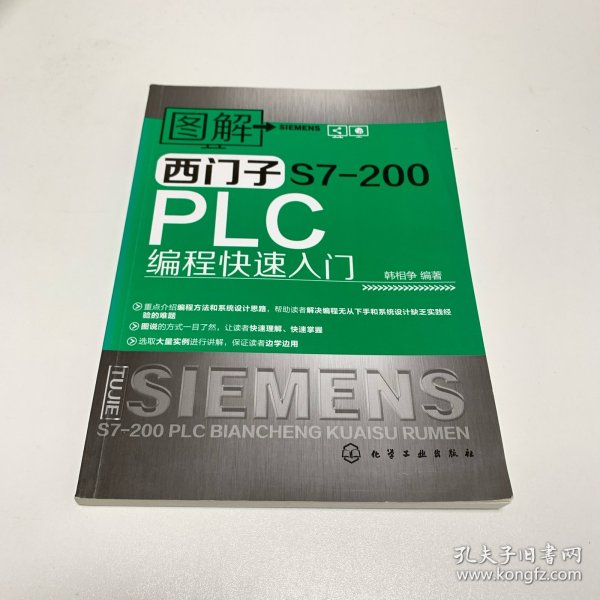 图解
SIEMENS
西门子 S7-200
PLC
编程快速入门
韩相争 编著
重点介绍编程方法和系统设计思路，帮助读者解决编程无从下手和系统设计缺乏实践经
验的难题
图说的方式一目了然，让读者快速理解、快速掌握
选取大量实例进行讲解，保证读者边学边用
TUJIE
SIEMENS
S7-200 PLC BIANCHENG KUAISU RUMEN
化学工业出版社
孔夫子旧书网
www.kongfz.com